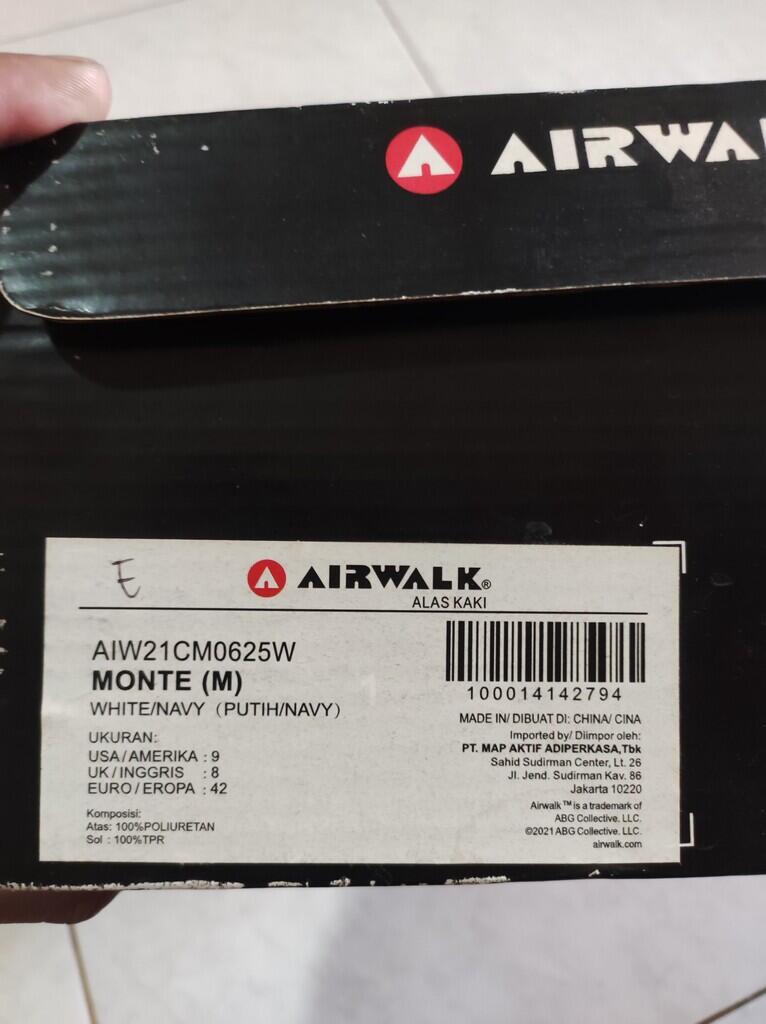 AIRWA
E
AIRWALK®
ALAS KAKI
AIW21CM0625W
MONTE (M)
WHITE/NAVY (PUTIH/NAVY)
UKURAN:
USA/AMERIKA : 9
UK/INGGRIS : 8
EURO/EROPA : 42
Komposisi:
Atas: 100%POLIURETAN
Sol : 100%TPR
100014142794
MADE IN/ DIBUAT DI: CHINA/ CINA
Imported by/ Diimpor oleh:
PT. MAP AKTIF ADIPERKASA,Tbk
Sahid Sudirman Center, Lt. 26
Jl. Jend. Sudirman Kav. 86
Jakarta 10220
Airwalk™ is a trademark of
ABG Collective. LLC.
©2021 ABG Collective. LLC.
airwalk.com